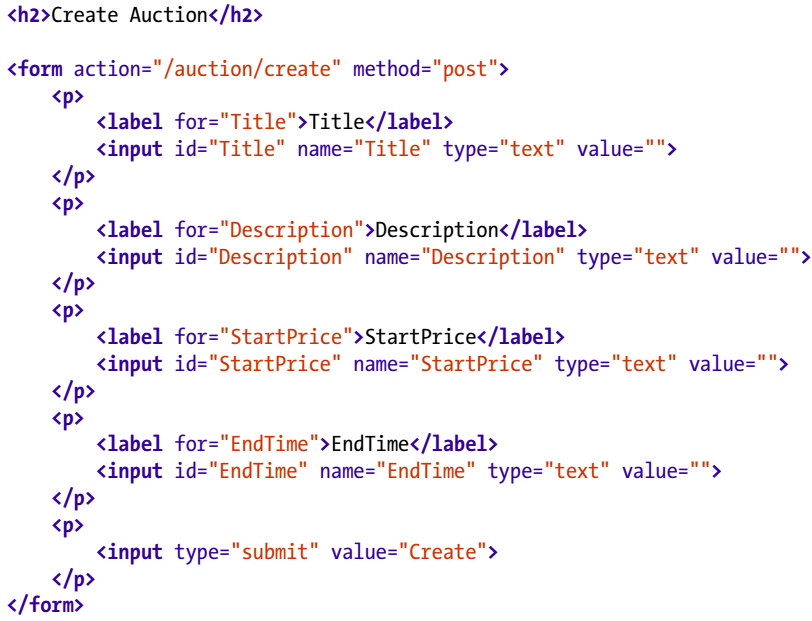 <h2>Create Auction</h2>
<form action="/auction/create" method="post">
<p>
<label for="Title">Title</label>
<input id="Title" name="Title" type="text" value="">
</p>
<p>
<label for="Description">Description</label>
<input id="Description" name="Description" type="text" value="">
</p>
<p>
<label for="StartPrice">StartPrice</label>
<input id="StartPrice" name="StartPrice" type="text" value="">
</p>
<p>
<label for="EndTime">EndTime</label>
<input id="EndTime" name="EndTime" type="text" value="">
</p>
<p>
<input type="submit" value="Create">
</p>
</form>